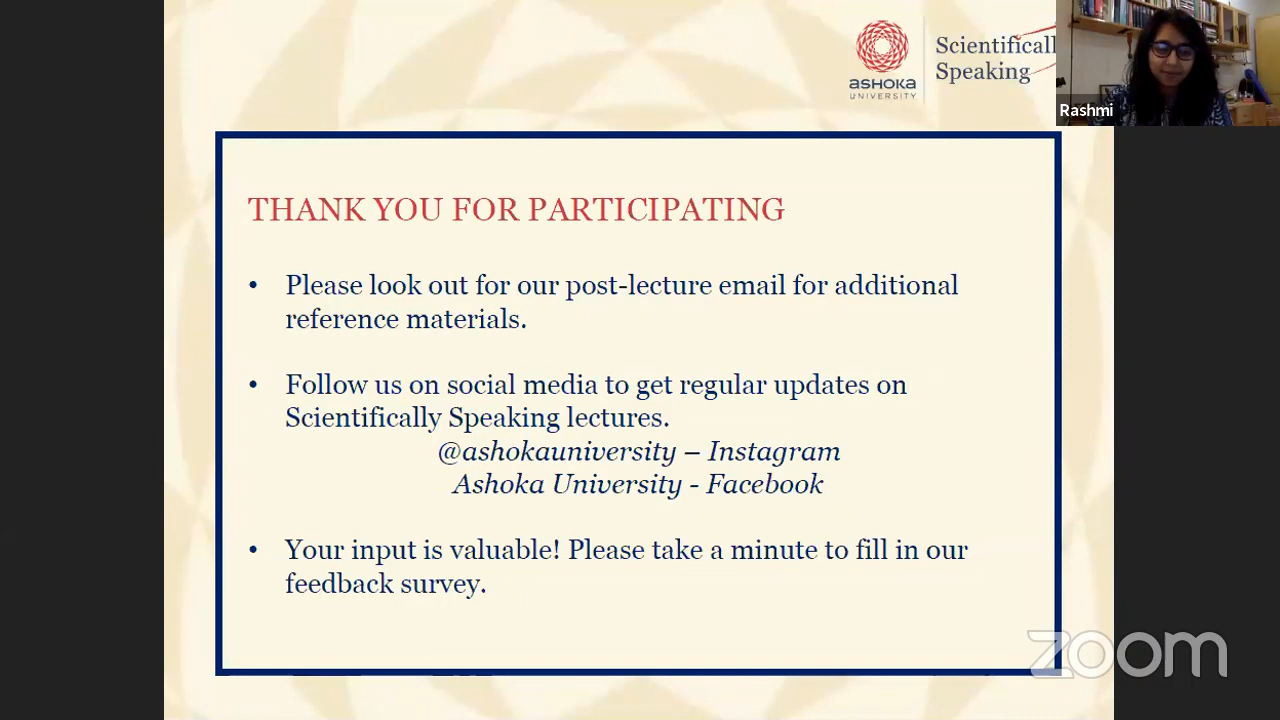 ASHOKA
UNIVERSITY
Scientifically
Speaking
Rashmi
THANK YOU FOR PARTICIPATING
• Please look out for our post-lecture email for additional
reference materials.
• Follow us on social media to get regular updates on
Scientifically Speaking lectures.
@ashokauniversity – Instagram
Ashoka University - Facebook
• Your input is valuable! Please take a minute to fill in our
feedback survey.
zoom